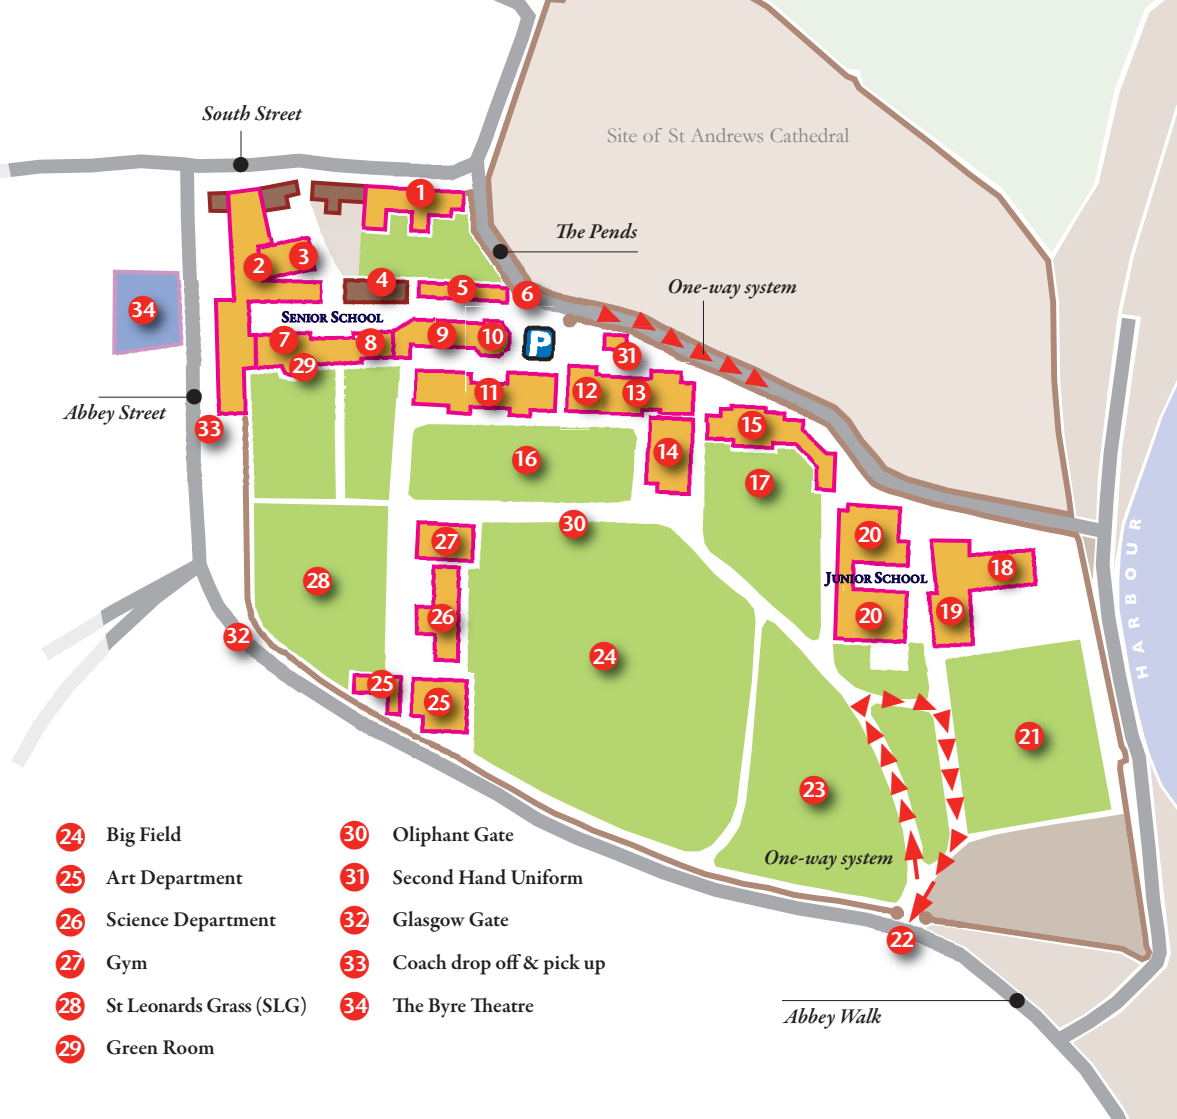 South Street
Site of St Andrews Cathedral
1
The Pends
2
3
4
5
6
One-way system
34
SENIOR SCHOOL
7
8
9
10
P
31
29
11
12
13
Abbey Street
33
15
14
16
17
30
27
20
18
JUNIOR SCHOOL
28
26
20
19
HARBOUR
32
24
25
25
21
23
One-way system
22
Abbey Walk
24 Big Field
25 Art Department
26 Science Department
27 Gym
28 St Leonards Grass (SLG)
29 Green Room
30 Oliphant Gate
31 Second Hand Uniform
32 Glasgow Gate
33 Coach drop off & pick up
34 The Byre Theatre